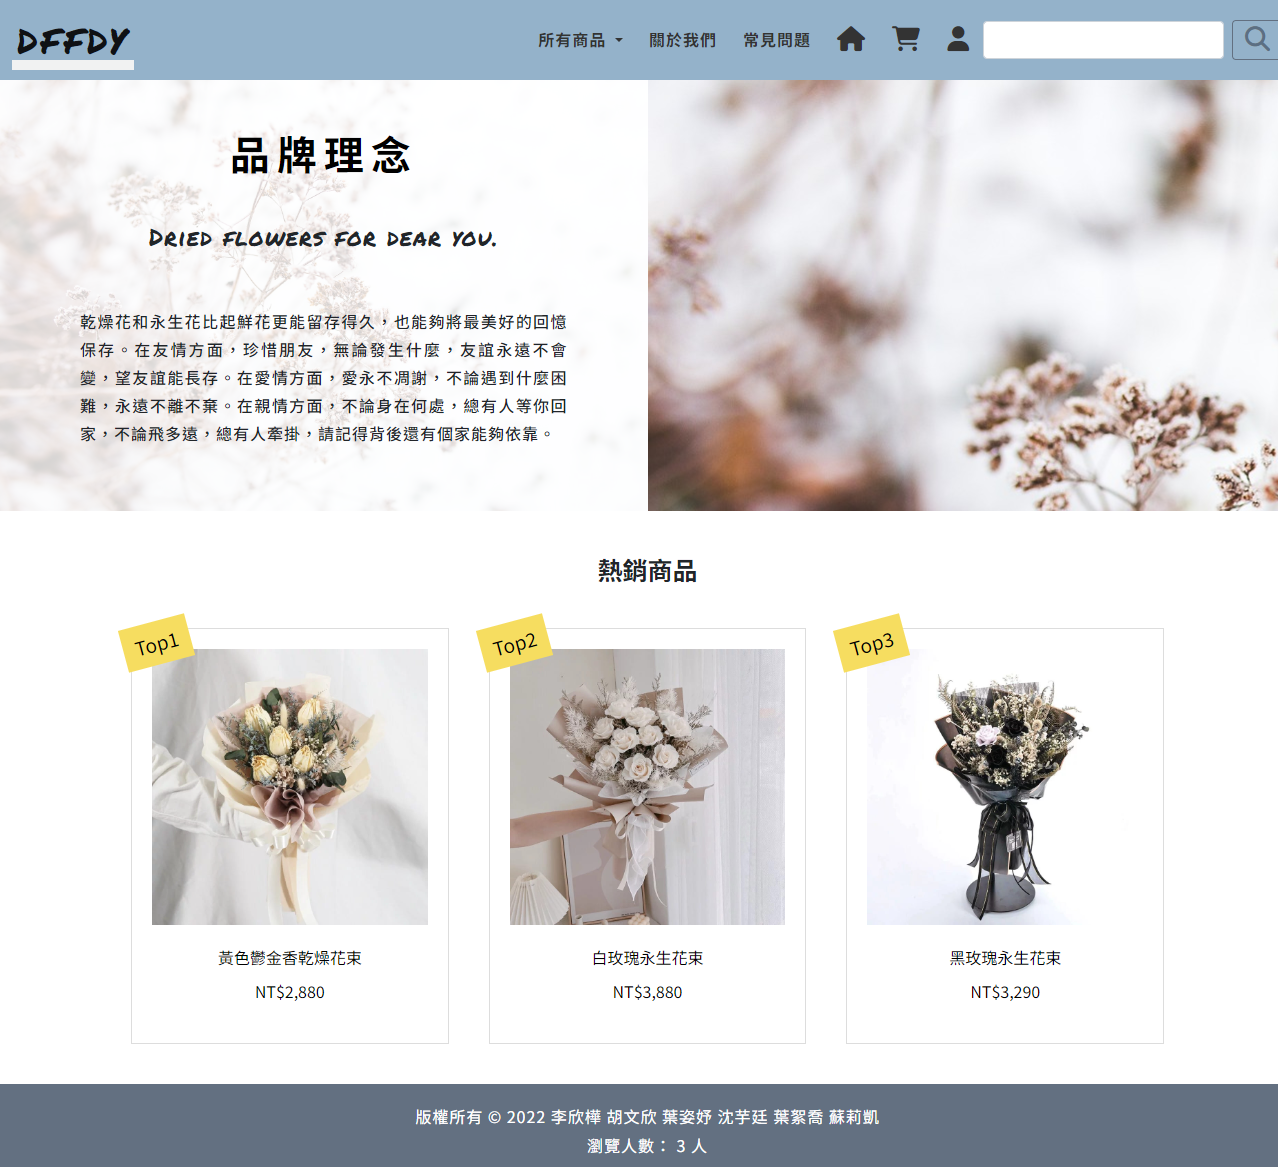 DFFDY
所有商品 關於我們 常見問題
品牌理念
Dried flowers for dear you.
乾燥花和永生花比起鮮花更能留存得久，也能夠將最美好的回憶
保存。在友情方面，珍惜朋友，無論發生什麼，友誼永遠不會
變，望友誼能長存。在愛情方面，愛永不凋謝，不論遇到什麼困
難，永遠不離不棄。在親情方面，不論身在何處，總有人等你回
家，不論飛多遠，總有人牽掛，請記得背後還有個家能夠依靠。
熱銷商品
Top1
Top2
Top3
黃色鬱金香乾燥花束
NT$2,880
白玫瑰永生花束
NT$3,880
黑玫瑰永生花束
NT$3,290
版權所有 © 2022 李欣樺 胡文欣 葉姿妤 沈芋廷 葉絮喬 蘇莉凱
瀏覽人數： 3 人